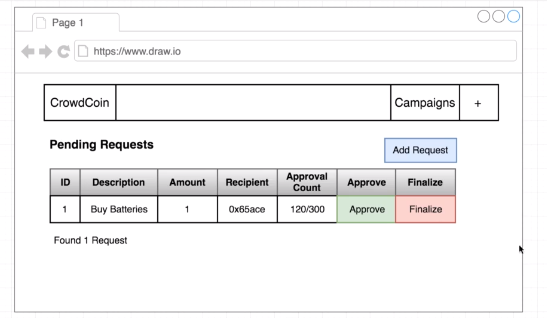 Page 1
https://www.draw.io
CrowdCoin Campaigns +
Pending Requests
Add Request
ID Description Amount Recipient Approval Count Approve Finalize
1 Buy Batteries 1 0x65ace 120/300 Approve Finalize
Found 1 Request